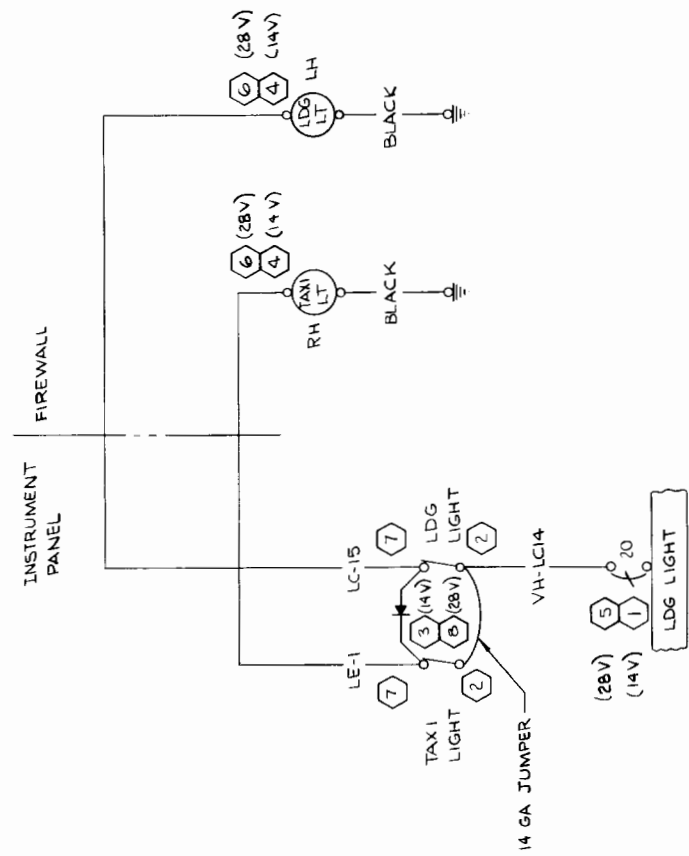 (28V)
(14V)
6
4
LDG
LT
LH
BLACK
(28V)
(14V)
6
4
TAXI
LT
RH
BLACK
FIREWALL
INSTRUMENT
PANEL
LC-15
7
LDG
LIGHT
2
VH-LC14
20
LDG LIGHT
5
1
(28V)
(14V)
3 (14V)
8 (28V)
LE-1
7
TAXI
LIGHT
2
14 GA JUMPER